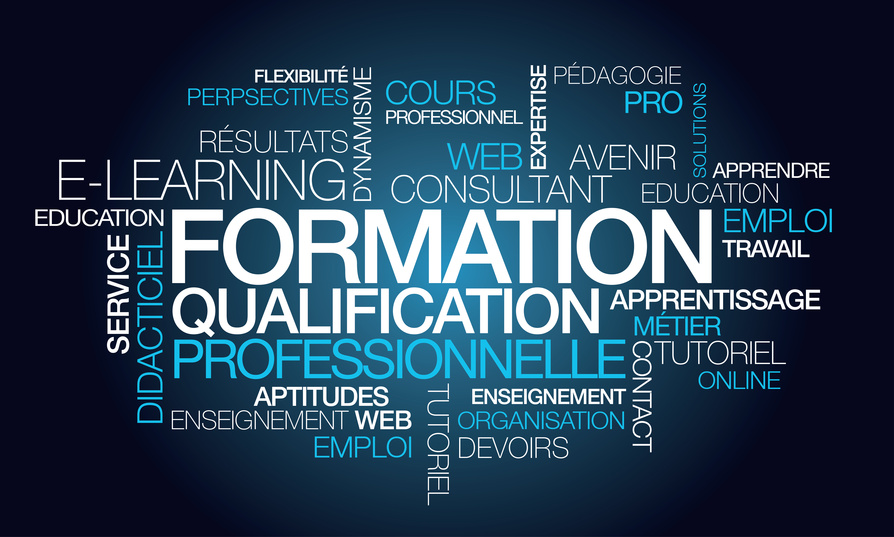 FLEXIBILITÉ
PERPSECTIVES
DYNAMISME
COURS
PROFESSIONNEL
EXPERTISE
PÉDAGOGIE
PRO
SOLUTIONS
RÉSULTATS
WEB
AVENIR
E-LEARNING
CONSULTANT
APPRENDRE
EDUCATION
EDUCATION
FORMATION
EMPLOI
TRAVAIL
SERVICE
DIDACTICIEL
QUALIFICATION
APPRENTISSAGE
MÉTIER
PROFESSIONNELLE
CONTACT
TUTORIEL
ONLINE
APTITUDES
TUTORIEL
ENSEIGNEMENT
ENSEIGNEMENT WEB
ORGANISATION
EMPLOI
DEVOIRS